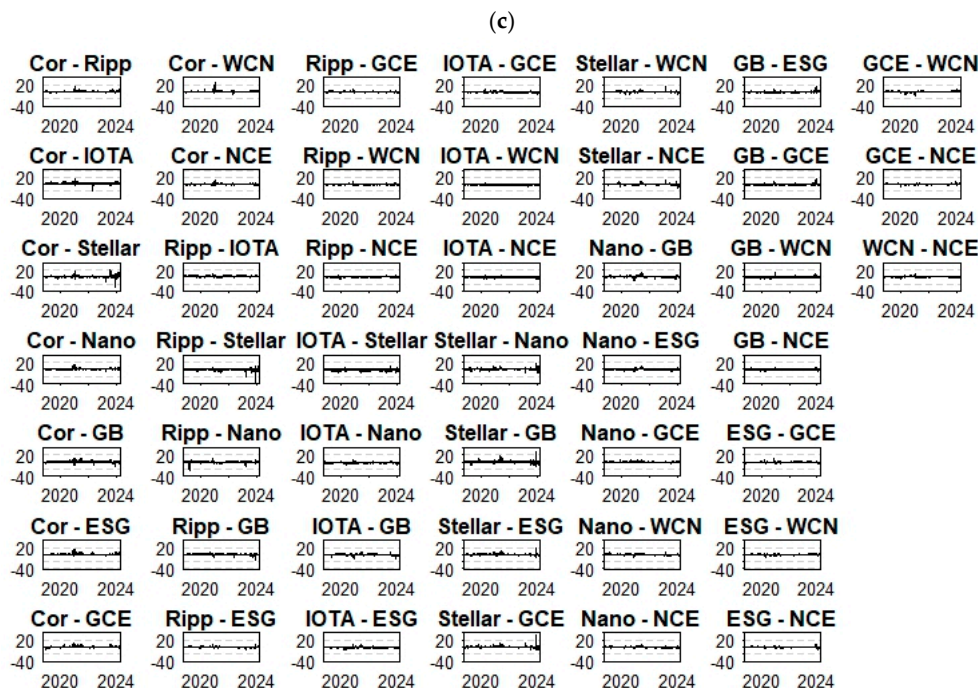 (c)
Cor - Ripp Cor - WCN Ripp - GCE IOTA - GCE Stellar - WCN GB - ESG GCE - WCN
20 20 20 20 20 20 20
-40 -40 -40 -40 -40 -40 -40
2020 2024 2020 2024 2020 2024 2020 2024 2020 2024 2020 2024 2020 2024
Cor - IOTA Cor - NCE Ripp - WCN IOTA - WCN Stellar - NCE GB - GCE GCE - NCE
20 20 20 20 20 20 20
-40 -40 -40 -40 -40 -40 -40
2020 2024 2020 2024 2020 2024 2020 2024 2020 2024 2020 2024 2020 2024
Cor - Stellar Ripp - IOTA Ripp - NCE IOTA - NCE Nano - GB GB - WCN WCN - NCE
20 20 20 20 20 20 20
-40 -40 -40 -40 -40 -40 -40
2020 2024 2020 2024 2020 2024 2020 2024 2020 2024 2020 2024 2020 2024
Cor - Nano Ripp - Stellar IOTA - Stellar Stellar - Nano Nano - ESG GB - NCE
20 20 20 20 20 20
-40 -40 -40 -40 -40 -40
2020 2024 2020 2024 2020 2024 2020 2024 2020 2024 2020 2024
Cor - GB Ripp - Nano IOTA - Nano Stellar - GB Nano - GCE ESG - GCE
20 20 20 20 20 20
-40 -40 -40 -40 -40 -40
2020 2024 2020 2024 2020 2024 2020 2024 2020 2024 2020 2024
Cor - ESG Ripp - GB IOTA - GB Stellar - ESG Nano - WCN ESG - WCN
20 20 20 20 20 20
-40 -40 -40 -40 -40 -40
2020 2024 2020 2024 2020 2024 2020 2024 2020 2024 2020 2024
Cor - GCE Ripp - ESG IOTA - ESG Stellar - GCE Nano - NCE ESG - NCE
20 20 20 20 20 20
-40 -40 -40 -40 -40 -40
2020 2024 2020 2024 2020 2024 2020 2024 2020 2024 2020 2024